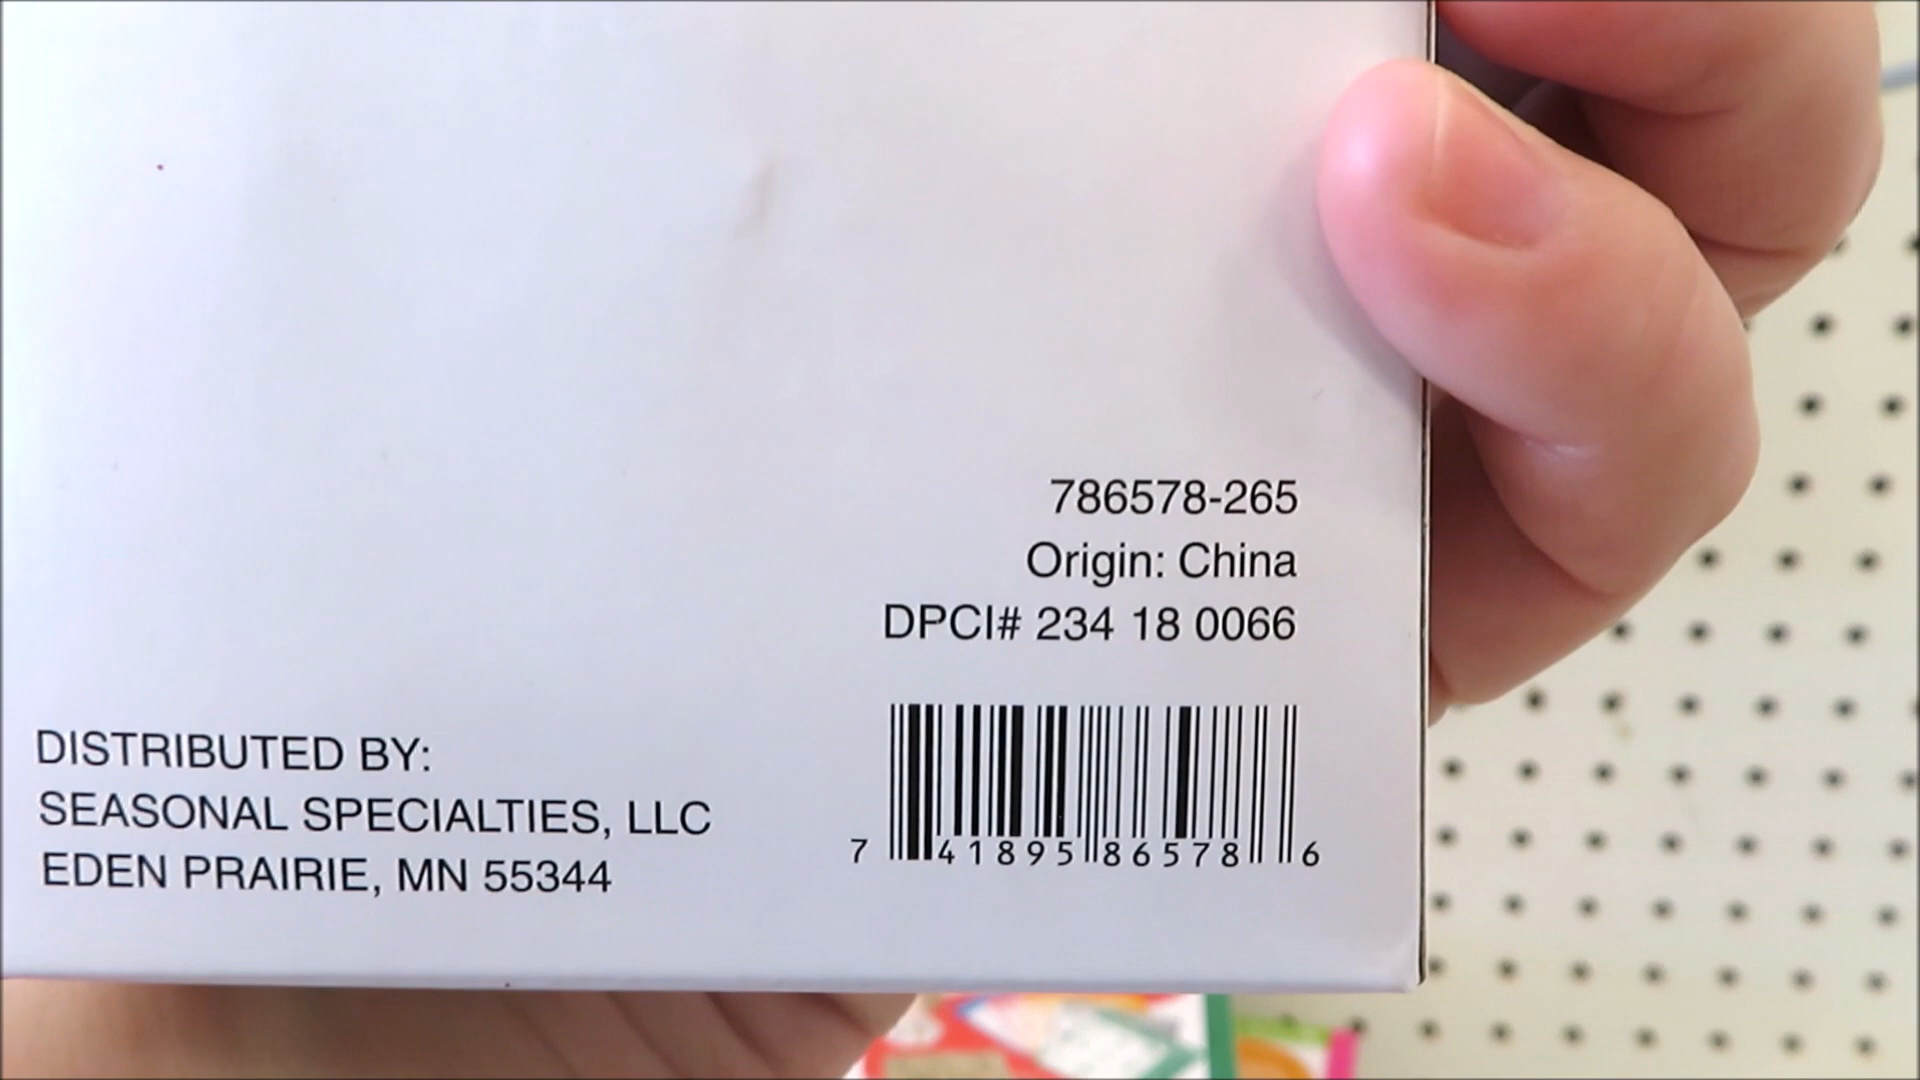 786578-265
Origin: China
DPCI# 234 18 0066
DISTRIBUTED BY:
SEASONAL SPECIALTIES, LLC
EDEN PRAIRIE, MN 55344
7 41895 86578 6